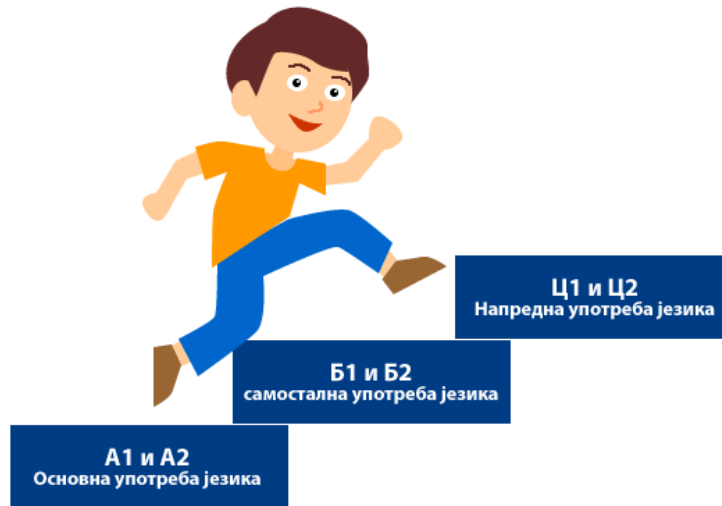 Ц1 и Ц2
Напредна употреба језика
Б1 и Б2
самостална употреба језика
А1 и А2
Основна употреба језика